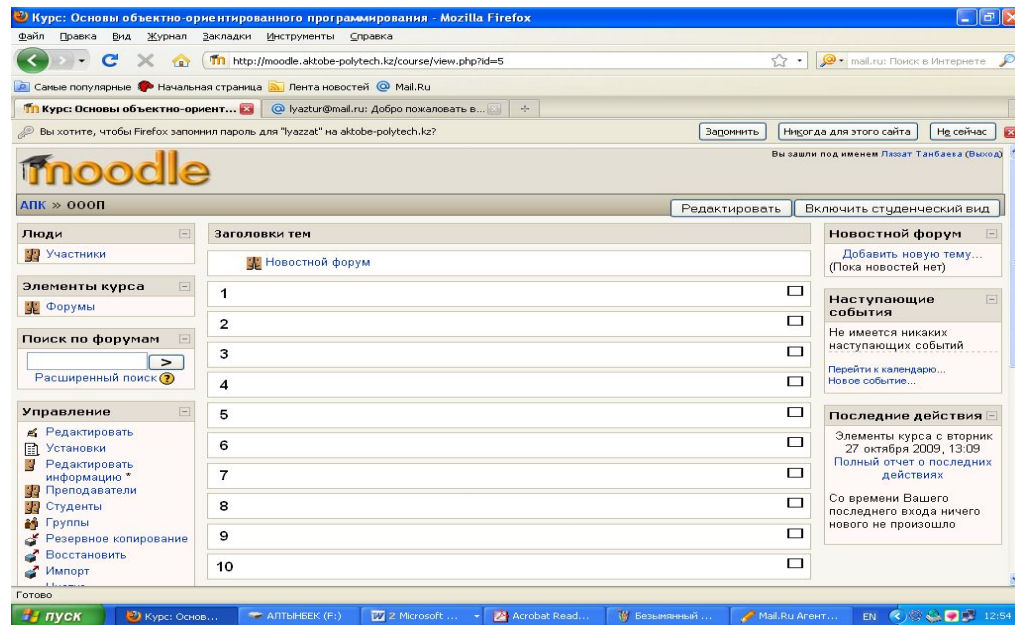 Курс: Основы объектно-ориентированного программирования - Mozilla Firefox
Файл Правка Вид Журнал Закладки Инструменты Справка
http://moodle.aktobe-polytech.kz/course/view.php?id=5
mail.ru: Поиск в Интернете
Самые популярные Начальная страница Лента новостей Mail.Ru
Курс: Основы объектно-ориент... lyaztur@mail.ru: Добро пожаловать в...
Вы хотите, чтобы Firefox запомнил пароль для "lyazzat" на aktobe-polytech.kz? Запомнить Никогда для этого сайта Не сейчас
moodle
Вы зашли под именем Ляззат Танбаева (Выход)
АПК » ОООП
Редактировать Включить студенческий вид
Люди
Участники
Элементы курса
Форумы
Поиск по форумам
>
Расширенный поиск ?
Управление
Редактировать
Установки
Редактировать
информацию *
Преподаватели
Студенты
Группы
Резервное копирование
Восстановить
Импорт
Заголовки тем
Новостной форум
1
2
3
4
5
6
7
8
9
10
Новостной форум
Добавить новую тему...
(Пока новостей нет)
Наступающие
события
Не имеется никаких
наступающих событий
Перейти к календарю...
Новое событие...
Последние действия
Элементы курса с вторник
27 октября 2009, 13:09
Полный отчет о последних
действиях
Со времени Вашего
последнего входа ничего
нового не произошло
Готово
пуск Курс: Основ... АЛТЫНБЕК (F:) 2 Microsoft ... Acrobat Read... Безымянный ... Mail.Ru Агент... EN 12:54